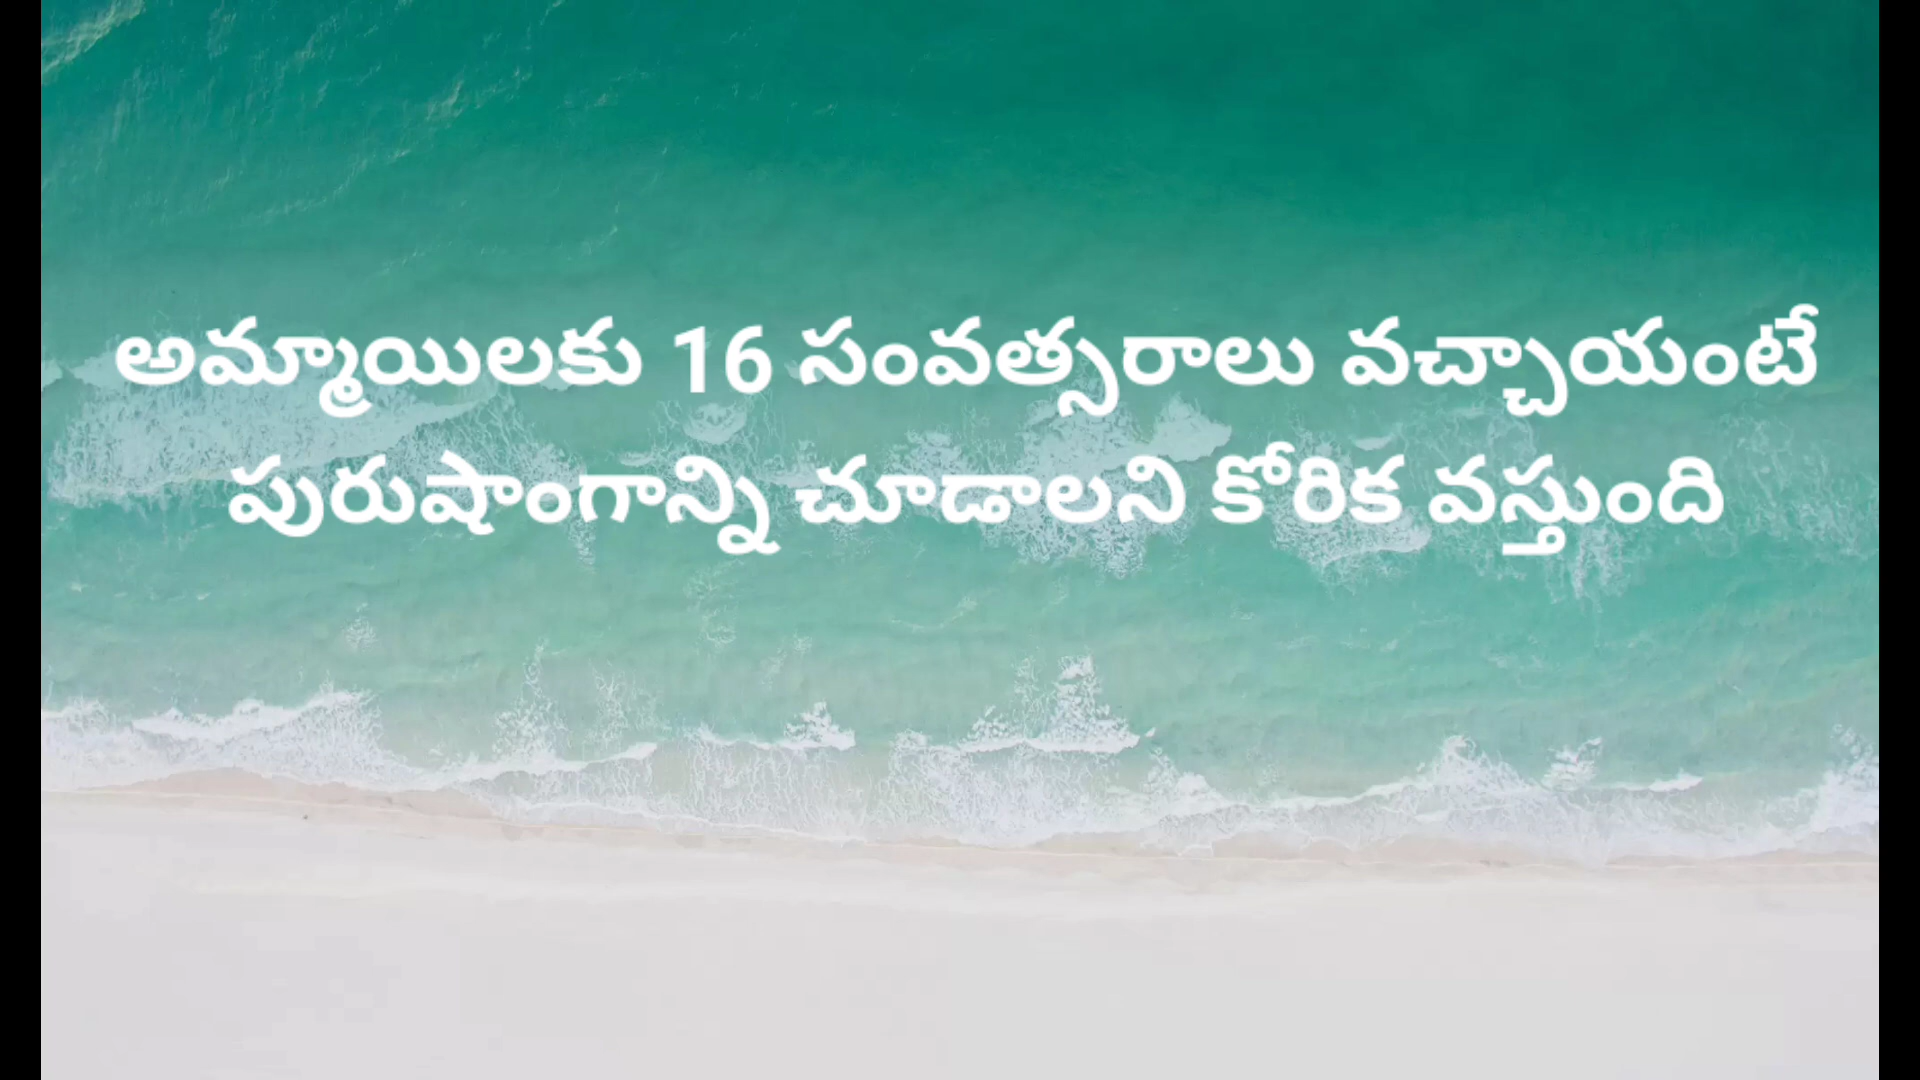 అమ్మాయిలకు 16 సంవత్సరాలు వచ్చాయంటే
పురుషాంగాన్ని చూడాలని కోరిక వస్తుంది